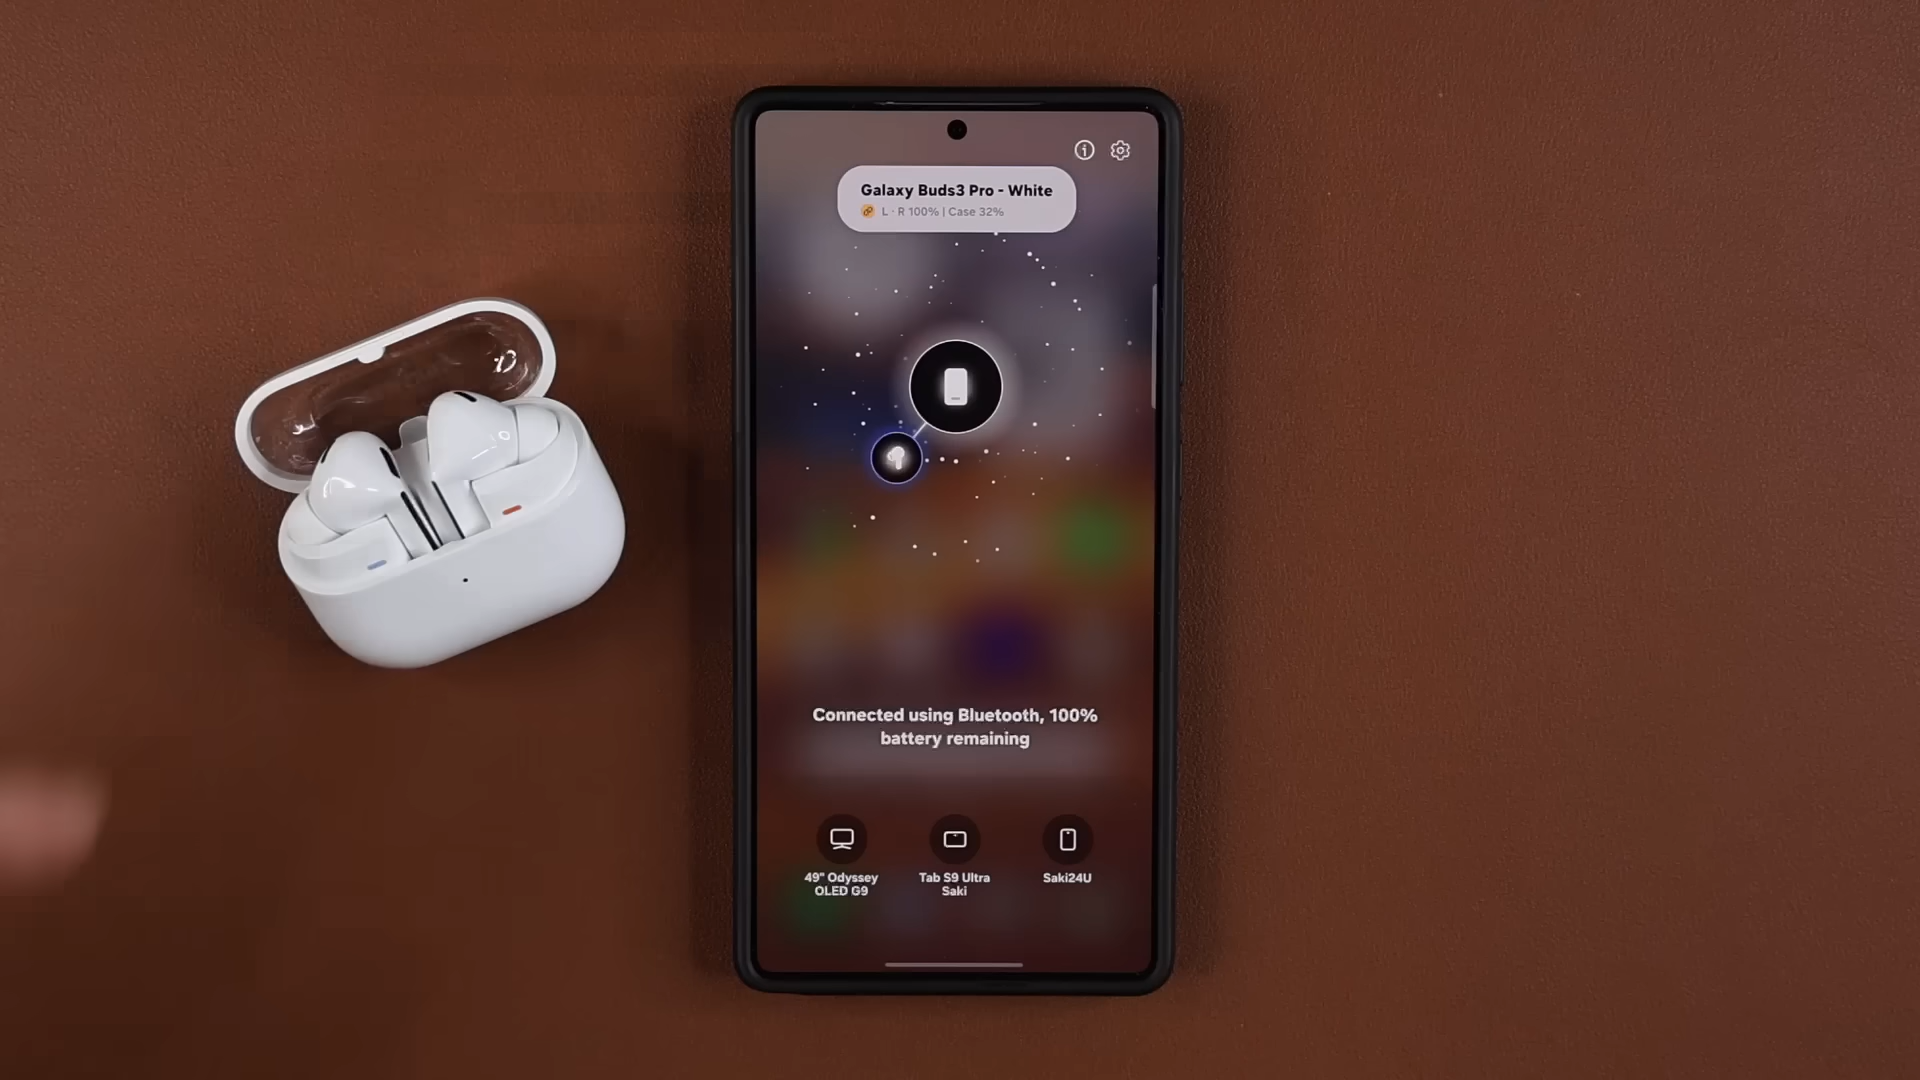 Galaxy Buds3 Pro - White
L · R 100% | Case 32%
Connected using Bluetooth, 100%
battery remaining
49" Odyssey
OLED G9
Tab S9 Ultra
Saki
Saki24U